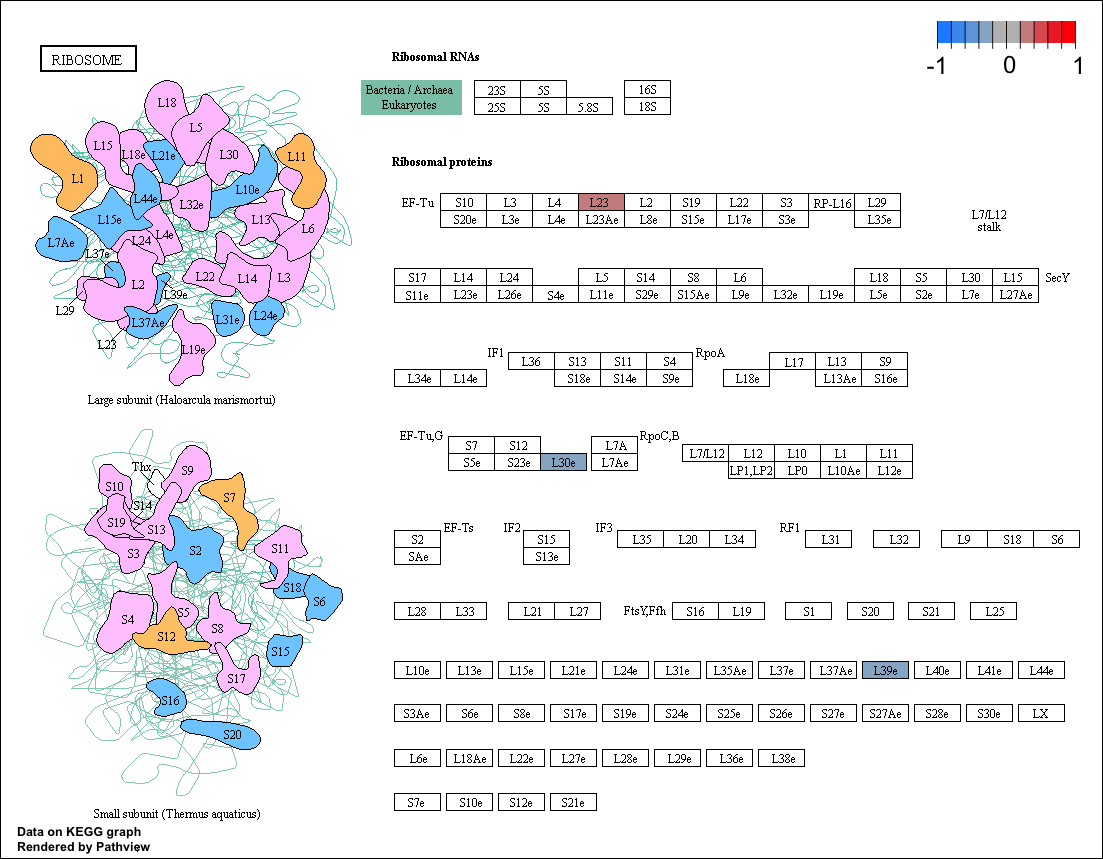 RIBOSOME
-1 0 1
Ribosomal RNAs
Bacteria / Archaea 23S 5S 16S
Eukaryotes 25S 5S 5.8S 18S
Ribosomal proteins
EF-Tu S10 L3 L4 L23 L2 S19 L22 S3 RP-L16 L29
S20e L3e L4e L23Ae L8e S15e L17e S3e L35e
L7/L12
stalk
S17 L14 L24 L5 S14 S8 L6 L18 S5 L30 L15 SecY
S11e L23e L26e S4e L11e S29e S15Ae L9e L32e L19e L5e S2e L7e L27Ae
IF1 L36 S13 S11 S4 RpoA L17 L13 S9
L34e L14e S18e S14e S9e L18e L13Ae S16e
EF-Tu,G S7 S12 L7A RpoC,B L7/L12 L12 L10 L1 L11
S5e S23e L30e L7Ae LP1,LP2 LP0 L10Ae L12e
S2 EF-Ts IF2 S15 IF3 L35 L20 L34 RF1 L31 L32 L9 S18 S6
SAe S13e
L28 L33 L21 L27 FtsY,Ffh S16 L19 S1 S20 S21 L25
L10e L13e L15e L21e L24e L31e L35Ae L37e L37Ae L39e L40e L41e L44e
S3Ae S6e S8e S17e S19e S24e S25e S26e S27e S27Ae S28e S30e LX
L6e L18Ae L22e L27e L28e L29e L36e L38e
S7e S10e S12e S21e
L18
L5
L15 L18e L21e L30 L11
L1
L44e L10e
L32e
L15e L13
L7Ae L24 L4e L6
L37e
L2 L22 L14 L3
L39e
L29
L37Ae L31e L24e
L23
L19e
Large subunit (Haloarcula marismortui)
Thx S9
S10 S7
S14
S19 S13
S3 S2 S11
S18
S6
S4 S5
S12 S8
S15
S17
S16
S20
Small subunit (Thermus aquaticus)
Data on KEGG graph
Rendered by Pathview